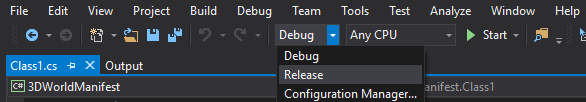 File Edit View Project Build Debug Team Tools Test Analyze Window Help
Debug Any CPU Start
Class1.cs Output Debug
C# 3DWorldManifest Release anifest.Class1
Configuration Manager...